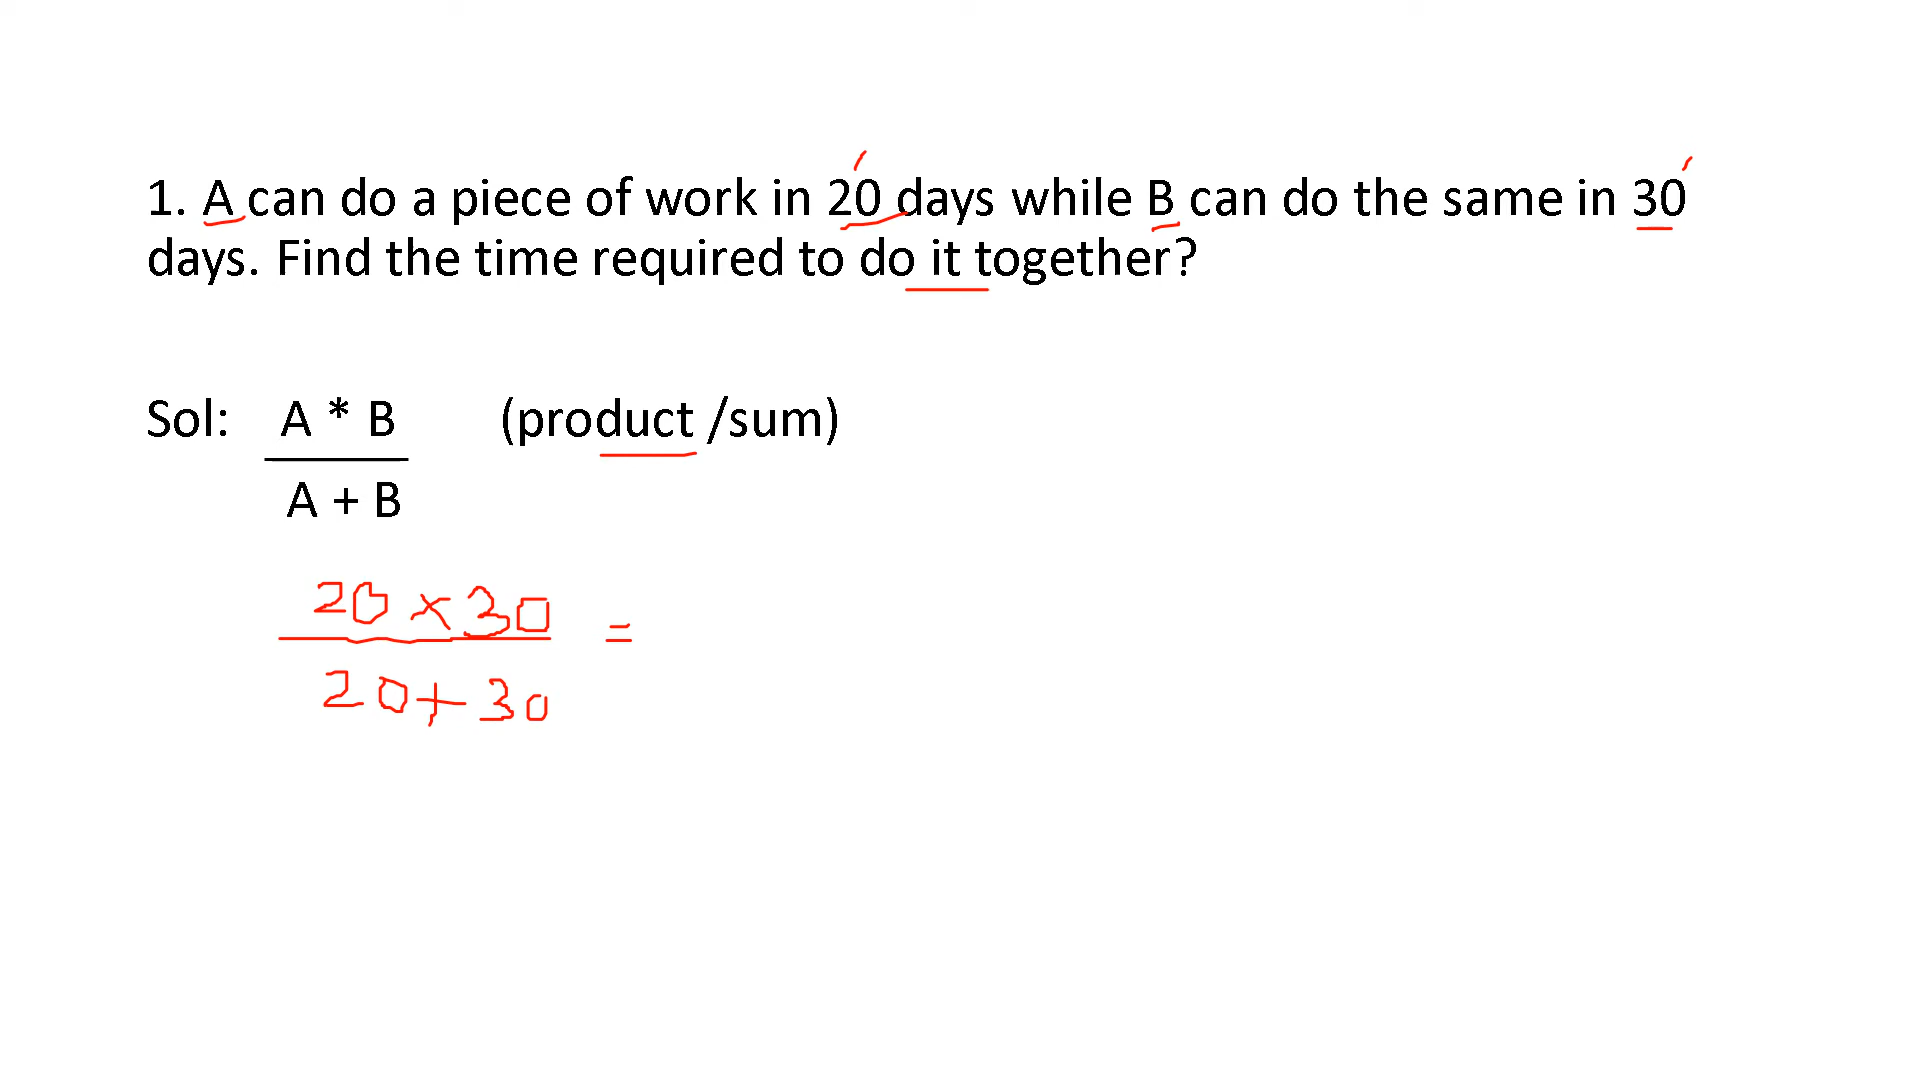 1. A can do a piece of work in 20 days while B can do the same in 30
days. Find the time required to do it together?
Sol: A * B (product /sum)
A + B
20 x 30 =
20 + 30